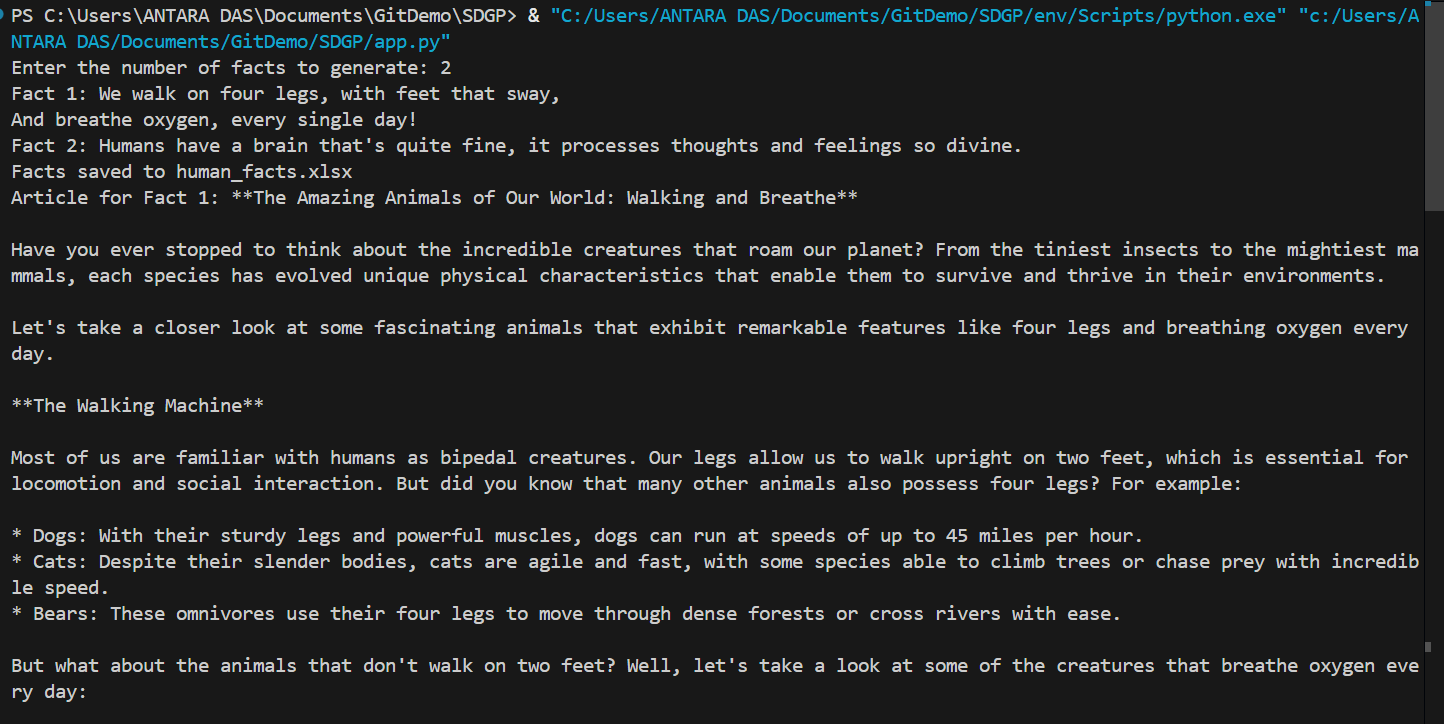 PS C:\Users\ANTARA DAS\Documents\GitDemo\SDGP> & "C:/Users/ANTARA DAS/Documents/GitDemo/SDGP/env/Scripts/python.exe" "c:/Users/A
NTARA DAS/Documents/GitDemo/SDGP/app.py"
Enter the number of facts to generate: 2
Fact 1: We walk on four legs, with feet that sway,
And breathe oxygen, every single day!
Fact 2: Humans have a brain that's quite fine, it processes thoughts and feelings so divine.
Facts saved to human_facts.xlsx
Article for Fact 1: **The Amazing Animals of Our World: Walking and Breathe**
Have you ever stopped to think about the incredible creatures that roam our planet? From the tiniest insects to the mightiest ma
mmals, each species has evolved unique physical characteristics that enable them to survive and thrive in their environments.
Let's take a closer look at some fascinating animals that exhibit remarkable features like four legs and breathing oxygen every
day.
**The Walking Machine**
Most of us are familiar with humans as bipedal creatures. Our legs allow us to walk upright on two feet, which is essential for
locomotion and social interaction. But did you know that many other animals also possess four legs? For example:
* Dogs: With their sturdy legs and powerful muscles, dogs can run at speeds of up to 45 miles per hour.
* Cats: Despite their slender bodies, cats are agile and fast, with some species able to climb trees or chase prey with incredib
le speed.
* Bears: These omnivores use their four legs to move through dense forests or cross rivers with ease.
But what about the animals that don't walk on two feet? Well, let's take a look at some of the creatures that breathe oxygen eve
ry day: